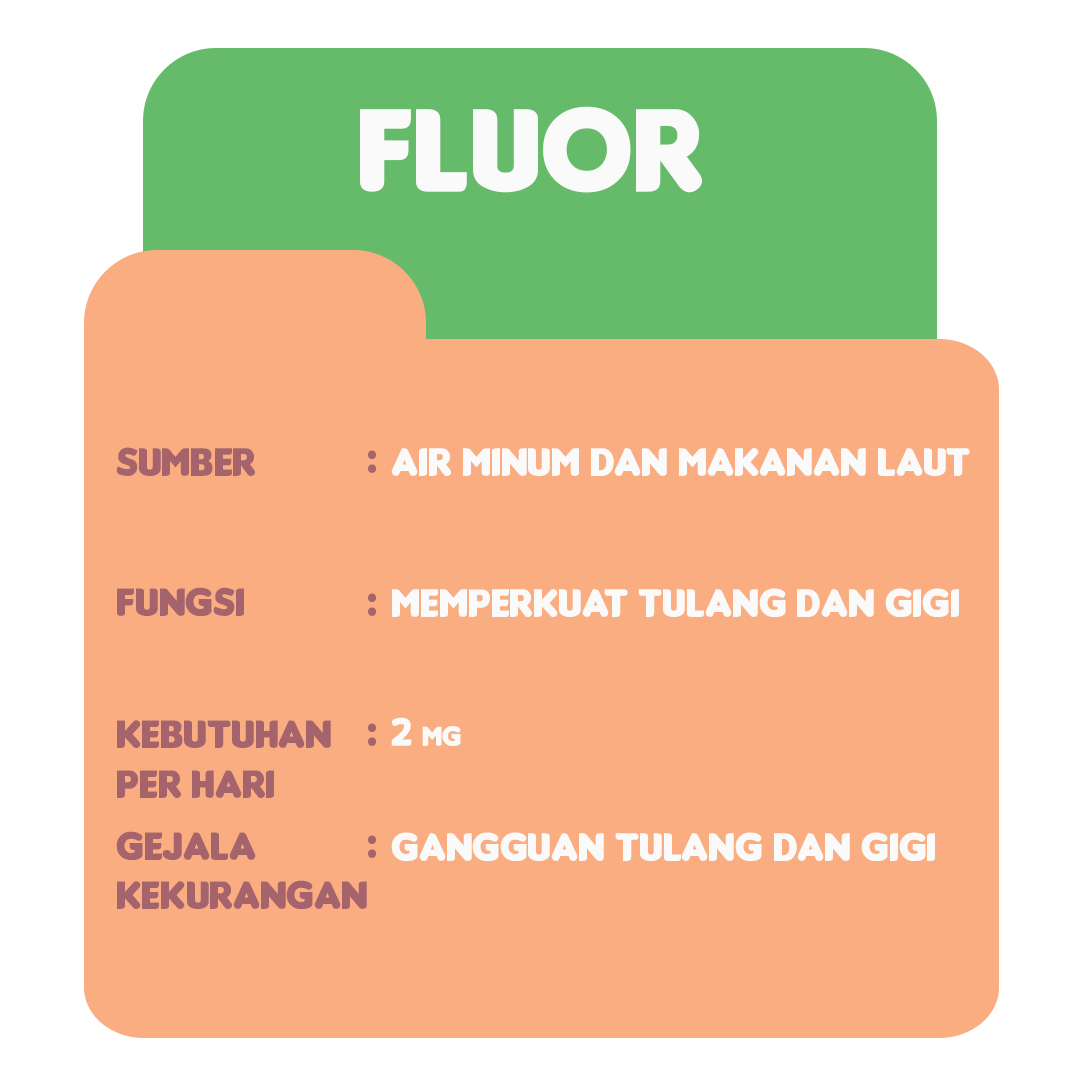 FLUOR
SUMBER : AIR MINUM DAN MAKANAN LAUT
FUNGSI : MEMPERKUAT TULANG DAN GIGI
KEBUTUHAN : 2 MG
PER HARI
GEJALA : GANGGUAN TULANG DAN GIGI
KEKURANGAN